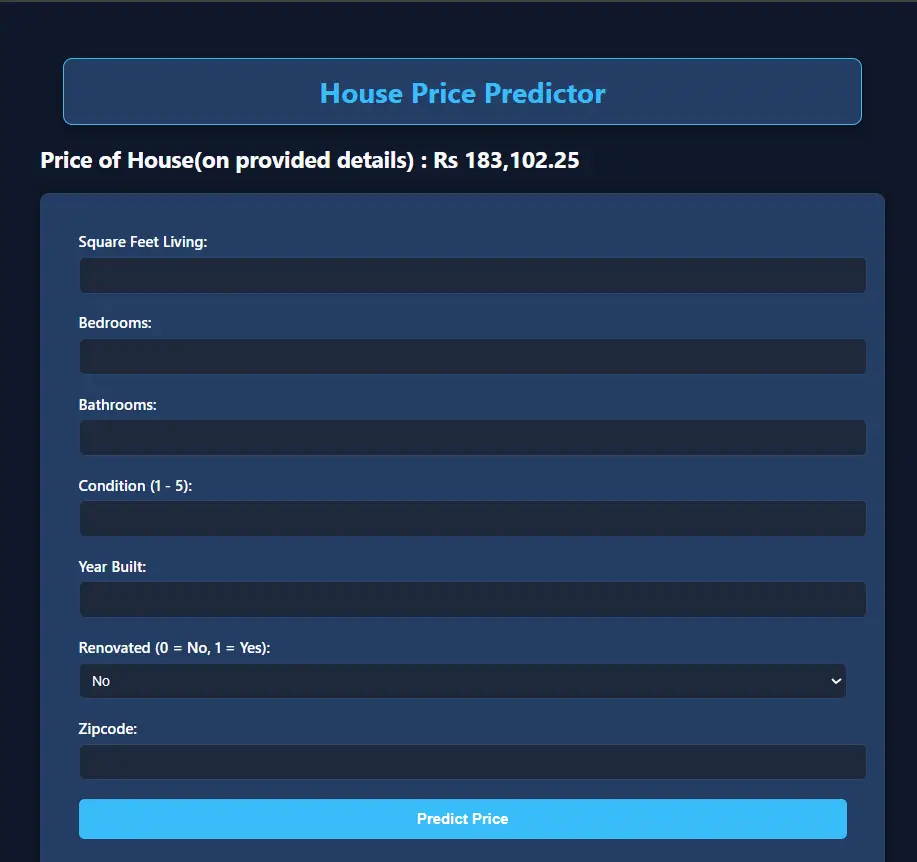 House Price Predictor
Price of House(on provided details) : Rs 183,102.25
Square Feet Living:
Bedrooms:
Bathrooms:
Condition (1 - 5):
Year Built:
Renovated (0 = No, 1 = Yes):
No
Zipcode:
Predict Price